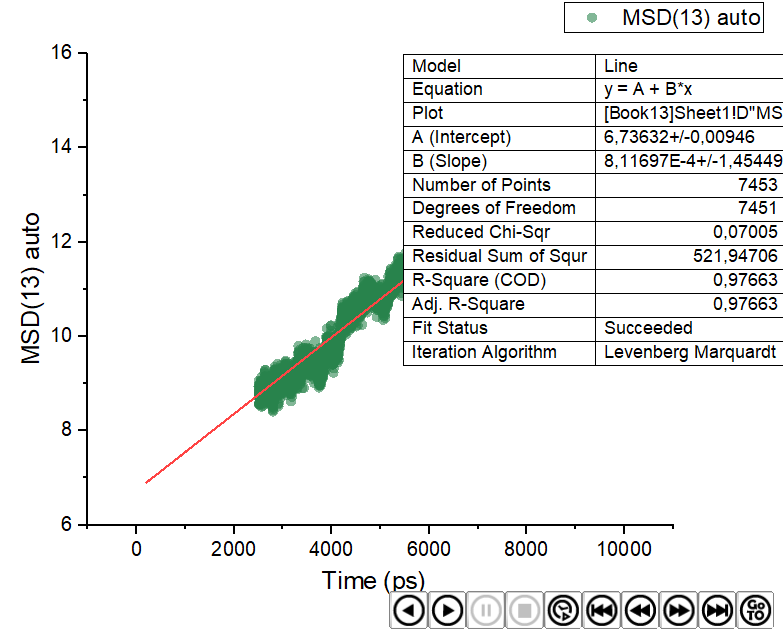 MSD(13) auto
Model Line
Equation y = A + B*x
Plot [Book13]Sheet1!D"MS
A (Intercept) 6,73632+/-0,00946
B (Slope) 8,11697E-4+/-1,45449
Number of Points 7453
Degrees of Freedom 7451
Reduced Chi-Sqr 0,07005
Residual Sum of Sqr 521,94706
R-Square (COD) 0,97663
Adj. R-Square 0,97663
Fit Status Succeeded
Iteration Algorithm Levenberg Marquardt
MSD(13) auto
16
14
12
10
8
6
0 2000 4000 6000 8000 10000
Time (ps)
Go TO